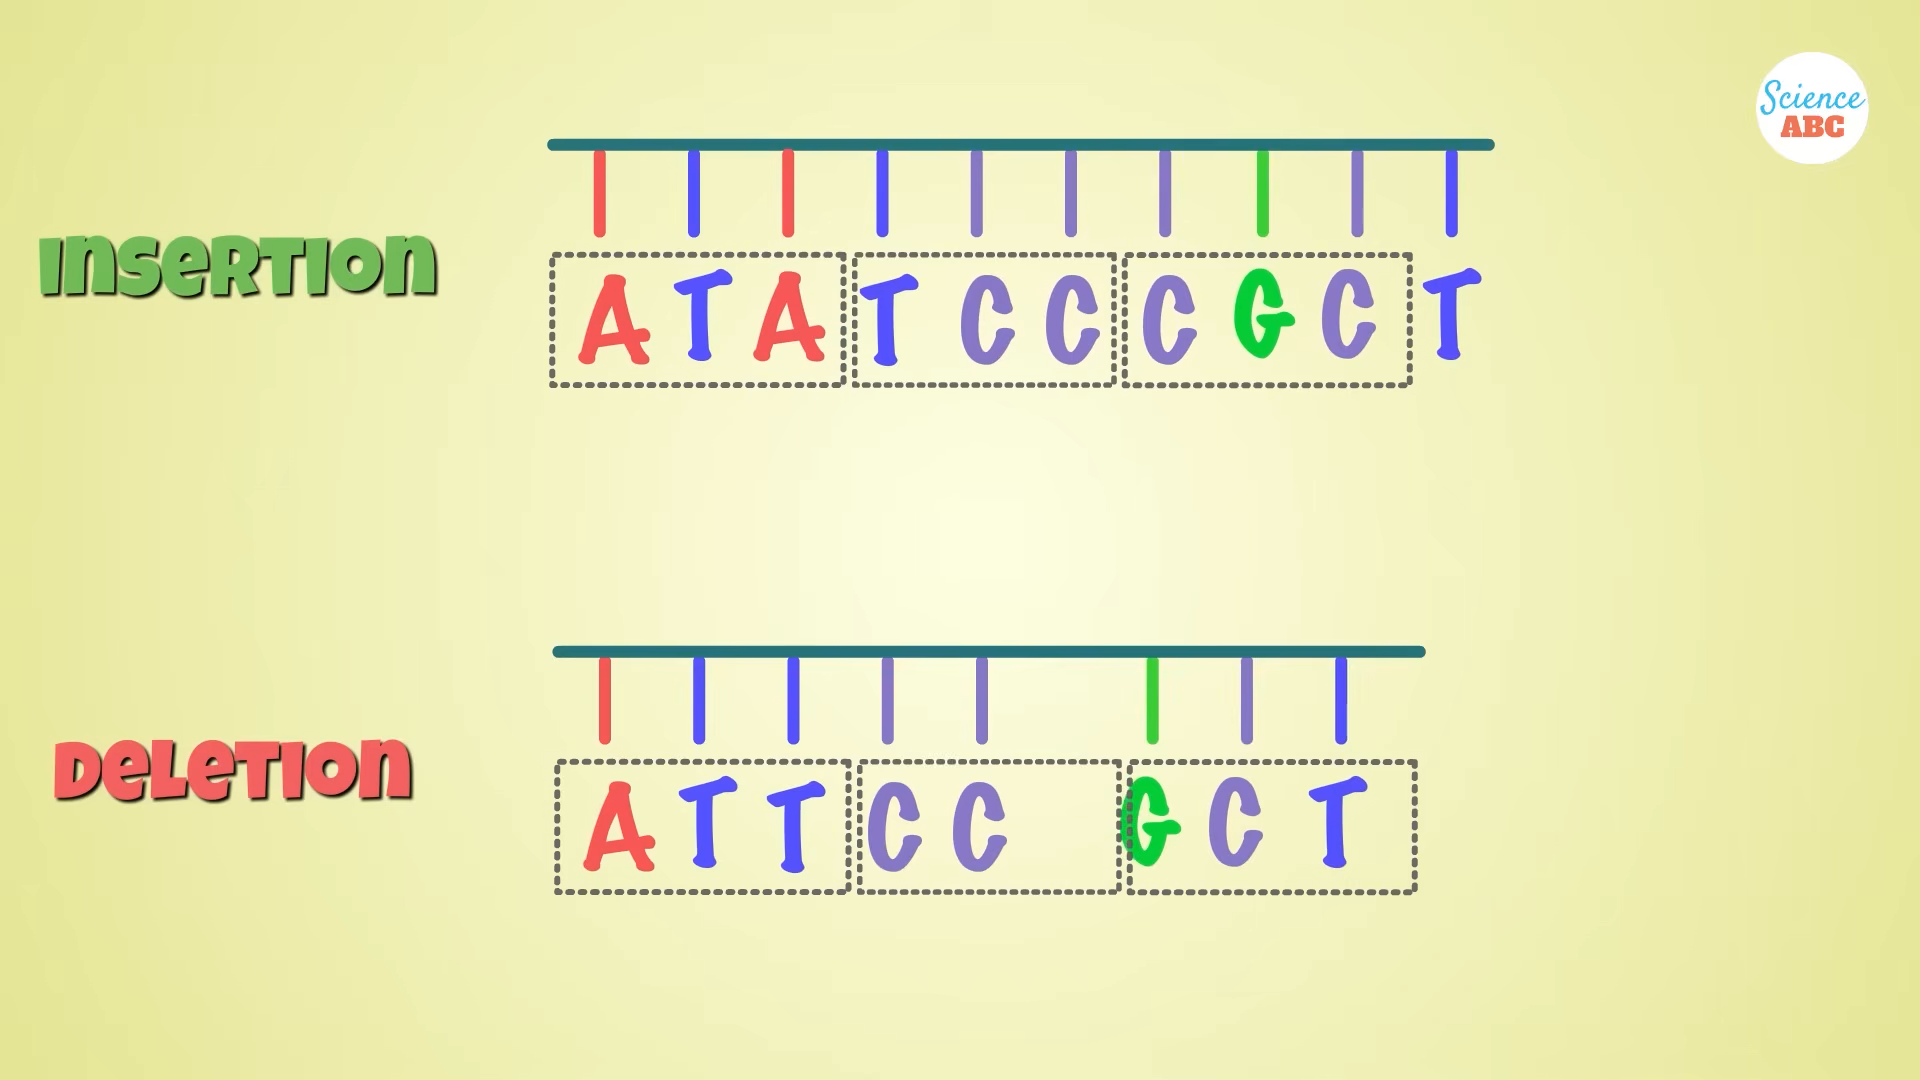 Science
ABC
INSERTION
A T A T C C C G C T
DELETION
A T T C C G C T